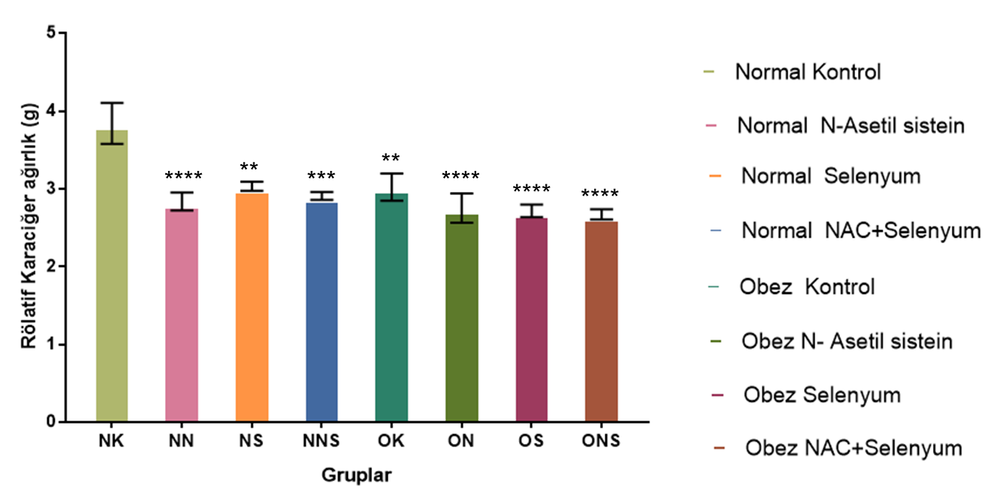 Rölatif Karaciğer ağırlık (g)
5
4
3
2
1
0
****
**
***
**
****
****
****
NK
NN
NS
NNS
OK
ON
OS
ONS
Gruplar
Normal Kontrol
Normal N-Asetil sistein
Normal Selenyum
Normal NAC+Selenyum
Obez Kontrol
Obez N- Asetil sistein
Obez Selenyum
Obez NAC+Selenyum